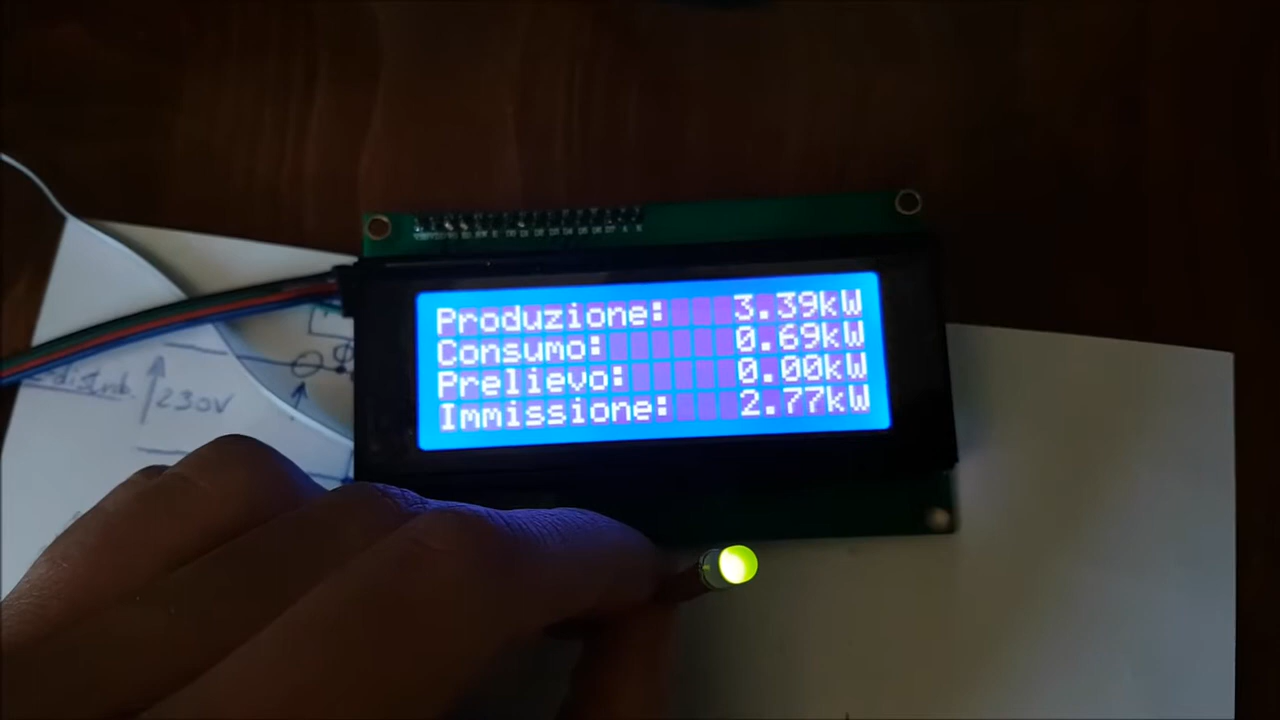 Produzione: 3.39kW
Consumo: 0.69kW
Prelievo: 0.00kW
Immissione: 2.77kW
230V